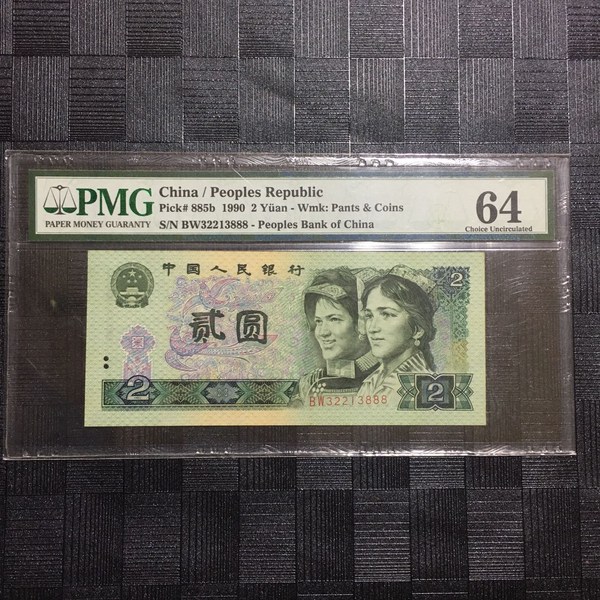 PMG
PAPER MONEY GUARANTY
China / Peoples Republic
Pick# 885b 1990 2 Yüan - Wmk: Pants & Coins
S/N BW32213888 - Peoples Bank of China
64
Choice Uncirculated
中国人民银行
2
贰圆
2
BW32213888
2